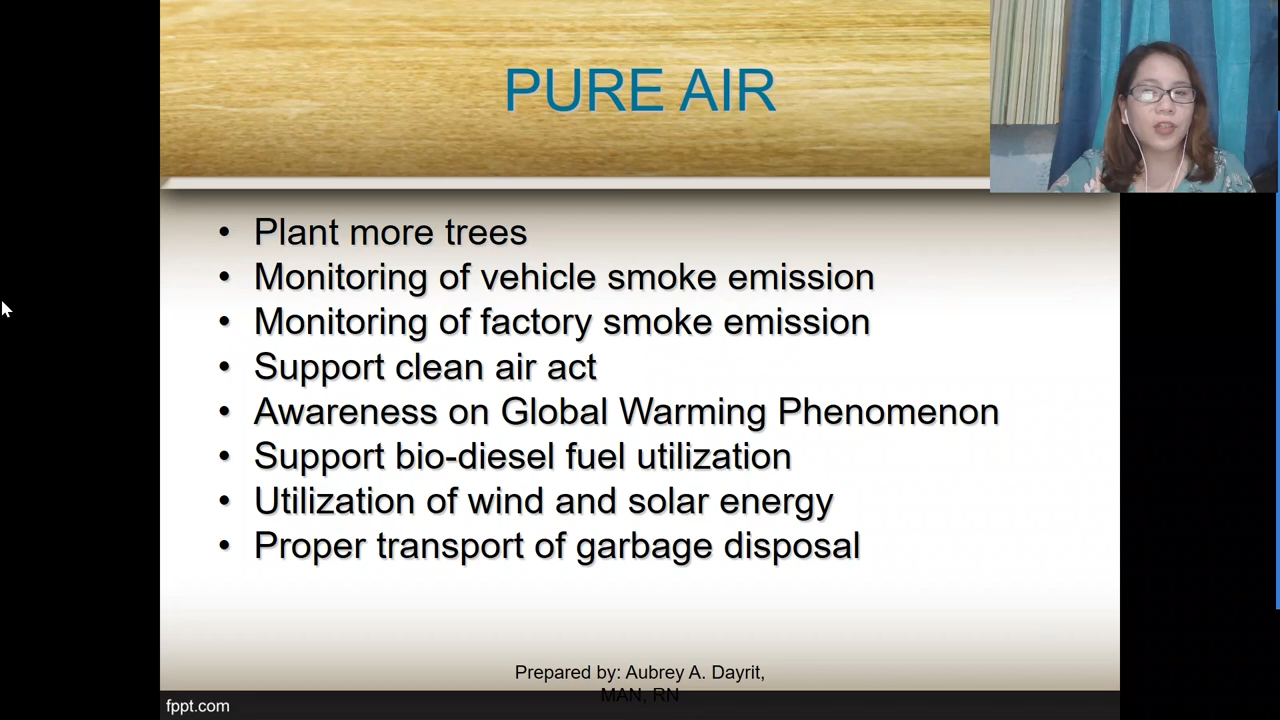 PURE AIR
• Plant more trees
• Monitoring of vehicle smoke emission
• Monitoring of factory smoke emission
• Support clean air act
• Awareness on Global Warming Phenomenon
• Support bio-diesel fuel utilization
• Utilization of wind and solar energy
• Proper transport of garbage disposal
Prepared by: Aubrey A. Dayrit,
MAN, RN
fppt.com